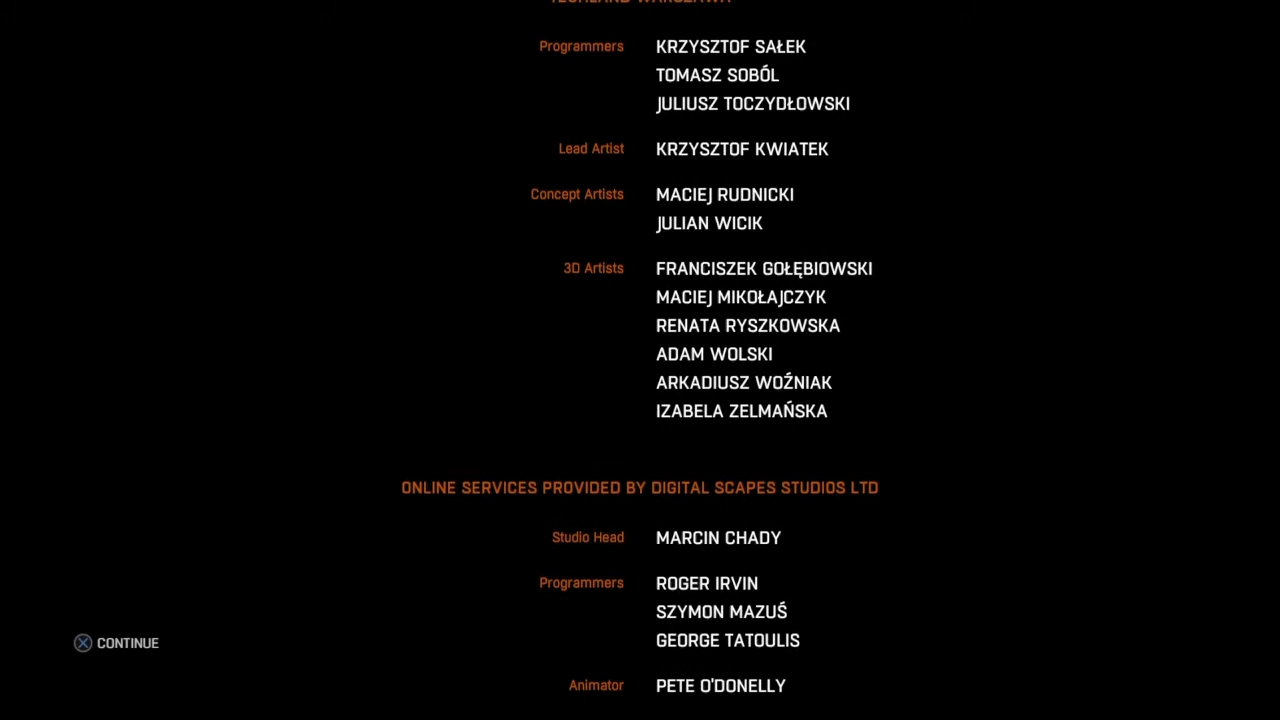 TECHLAND WARSZAWA
Programmers KRZYSZTOF SAŁEK
TOMASZ SOBÓL
JULIUSZ TOCZYDŁOWSKI
Lead Artist KRZYSZTOF KWIATEK
Concept Artists MACIEJ RUDNICKI
JULIAN WICIK
3D Artists FRANCISZEK GOŁĘBIOWSKI
MACIEJ MIKOŁAJCZYK
RENATA RYSZKOWSKA
ADAM WOLSKI
ARKADIUSZ WOŹNIAK
IZABELA ZELMAŃSKA
ONLINE SERVICES PROVIDED BY DIGITAL SCAPES STUDIOS LTD
Studio Head MARCIN CHADY
Programmers ROGER IRVIN
SZYMON MAZUŚ
GEORGE TATOULIS
CONTINUE
Animator PETE O'DONELLY